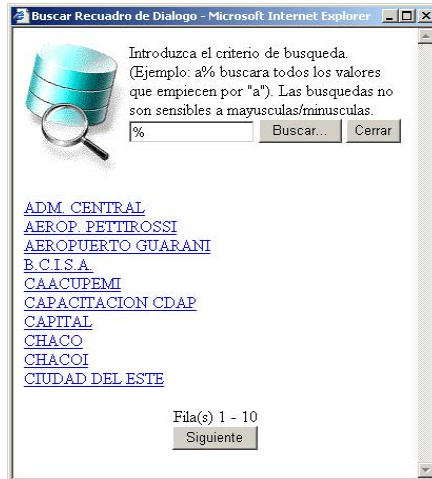 Buscar Recuadro de Dialogo - Microsoft Internet Explorer
Introduzca el criterio de busqueda.
(Ejemplo: a% buscara todos los valores
que empiecen por "a"). Las busquedas no
son sensibles a mayusculas/minusculas.
% Buscar... Cerrar
ADM. CENTRAL
AEROP. PETTIROSSI
AEROPUERTO GUARANI
B.C.I.S.A.
CAACUPEMI
CAPACITACION CDAP
CAPITAL
CHACO
CHACOI
CIUDAD DEL ESTE
Fila(s) 1 - 10
Siguiente